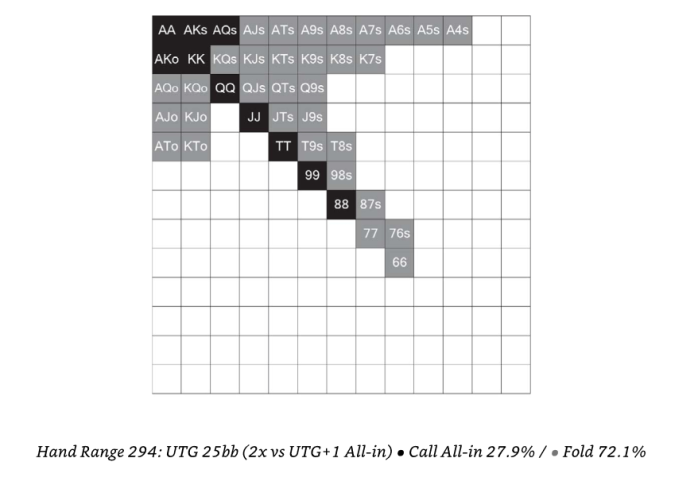 AA AKs AQs AJs ATs A9s A8s A7s A6s A5s A4s
AKo KK KQs KJs KTs K9s K8s K7s
AQo KQo QQ QJs QTs Q9s
AJo KJo JJ JTs J9s
ATo KTo TT T9s T8s
99 98s
88 87s
77 76s
66
Hand Range 294: UTG 25bb (2x vs UTG+1 All-in) • Call All-in 27.9% / • Fold 72.1%